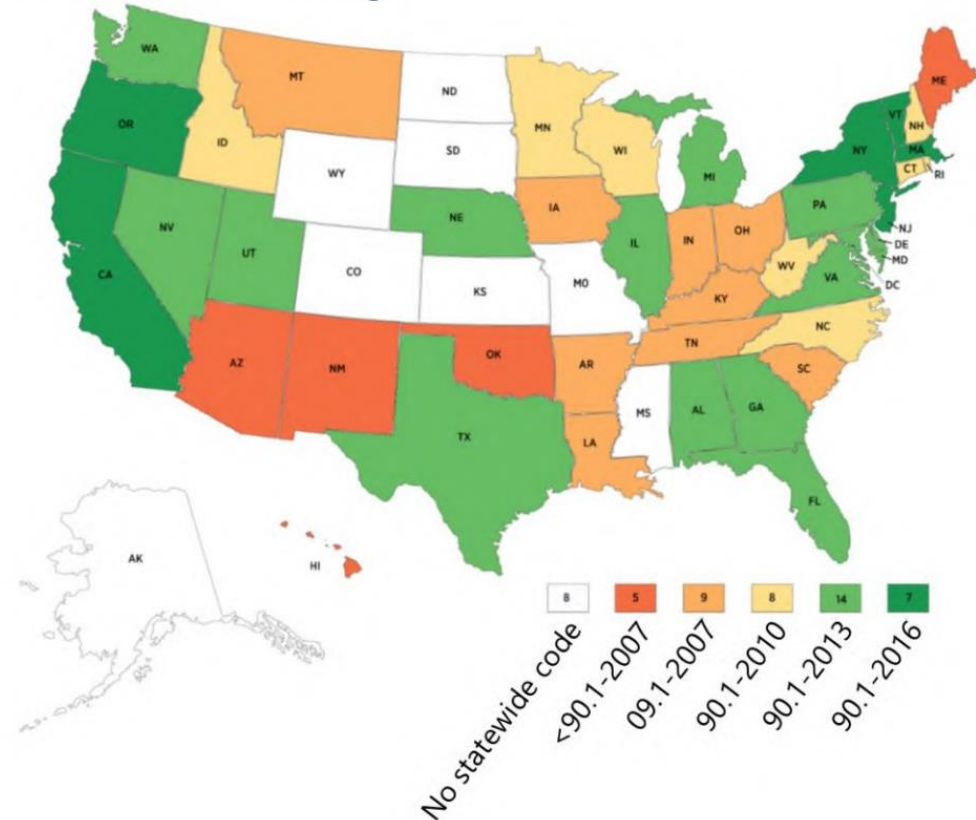 WA
MT
ND
MN
ME
OR
ID
SD
WI
VT
NH
NY
MA
WY
MI
CT
RI
NE
IA
PA
NV
UT
IL
IN
OH
NJ
DE
MD
DC
CA
CO
KS
MO
WV
VA
KY
NC
TN
AZ
NM
OK
AR
SC
TX
MS
AL
GA
LA
FL
AK
HI
8
5
9
8
14
7
No statewide code
<90.1-2007
09.1-2007
90.1-2010
90.1-2013
90.1-2016